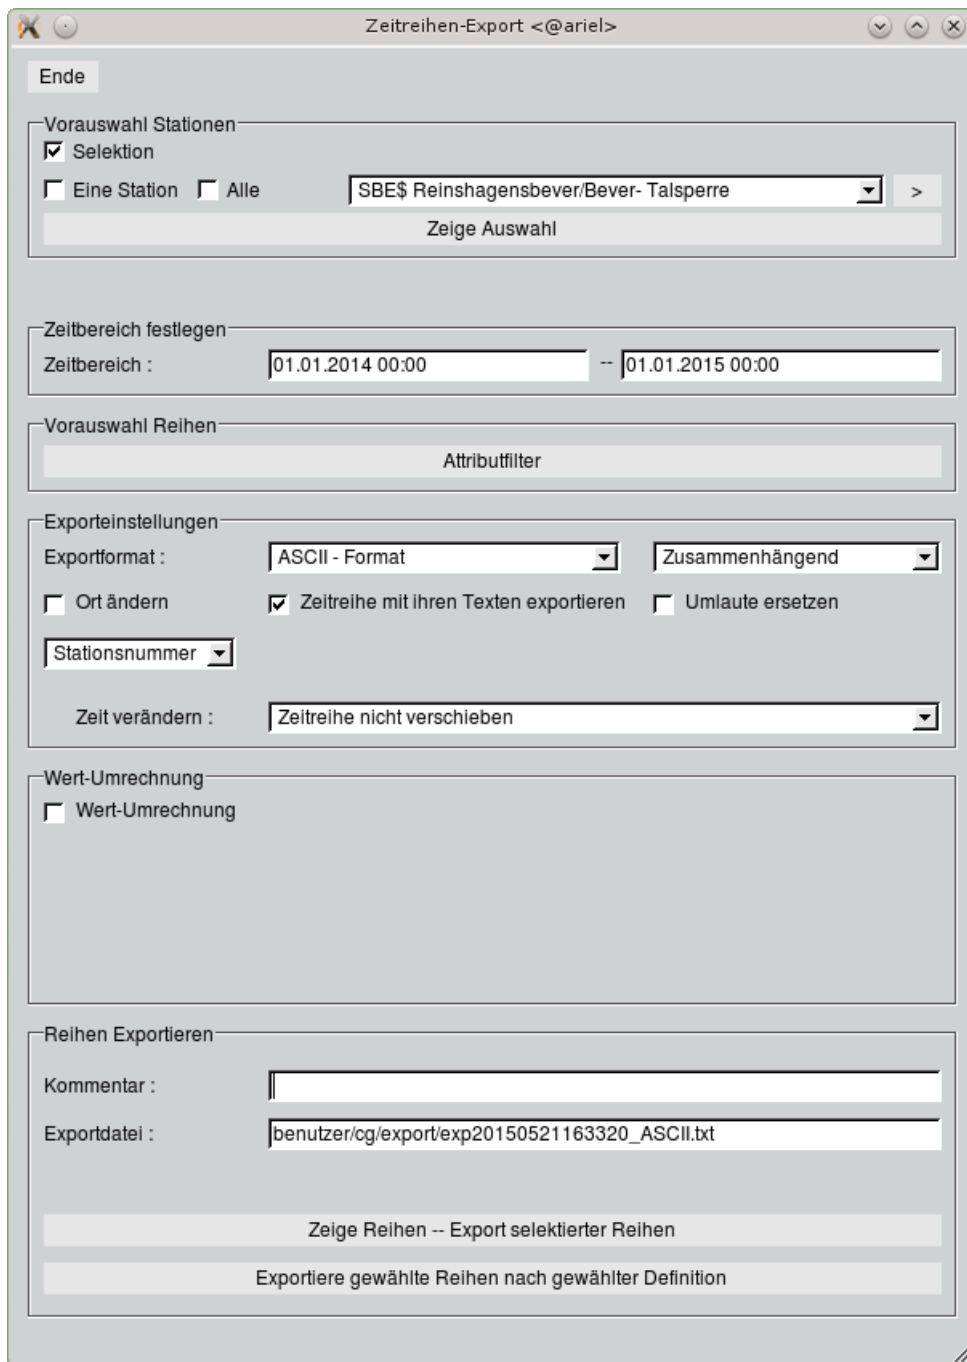 Zeitreihen-Export <@ariel>
Ende
Vorauswahl Stationen
Selektion
Eine Station Alle SBE$ Reinshagensbever/Bever- Talsperre >
Zeige Auswahl
Zeitbereich festlegen
Zeitbereich : 01.01.2014 00:00 -- 01.01.2015 00:00
Vorauswahl Reihen
Attributfilter
Exporteinstellungen
Exportformat : ASCII - Format Zusammenhängend
Ort ändern Zeitreihe mit ihren Texten exportieren Umlaute ersetzen
Stationsnummer
Zeit verändern : Zeitreihe nicht verschieben
Wert-Umrechnung
Wert-Umrechnung
Reihen Exportieren
Kommentar :
Exportdatei : benutzer/cg/export/exp20150521163320_ASCII.txt
Zeige Reihen -- Export selektierter Reihen
Exportiere gewählte Reihen nach gewählter Definition